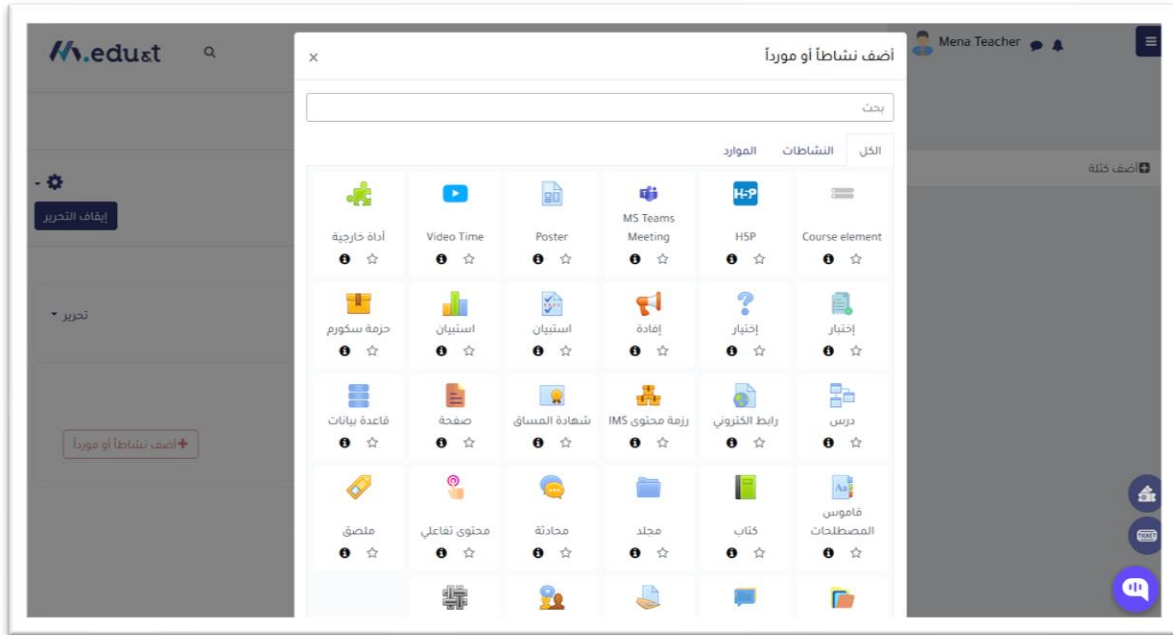 M.edu&t
Mena Teacher
أضف نشاطاً أو مورداً
×
بحث
الكل النشاطات الموارد
أضف كتلة
إيقاف التحرير
تحرير
أضف نشاطاً أو مورداً
Course element
H5P
MS Teams
Meeting
Poster
Video Time
أداة خارجية
إختبار
إختيار
إفادة
استبيان
استبيان
حزمة سكورم
درس
رابط الكتروني
رزمة محتوى IMS
شهادة المساق
صفحة
قاعدة بيانات
قاموس
المصطلحات
كتاب
مجلد
محادثة
محتوى تفاعلي
ملصق
TICKET